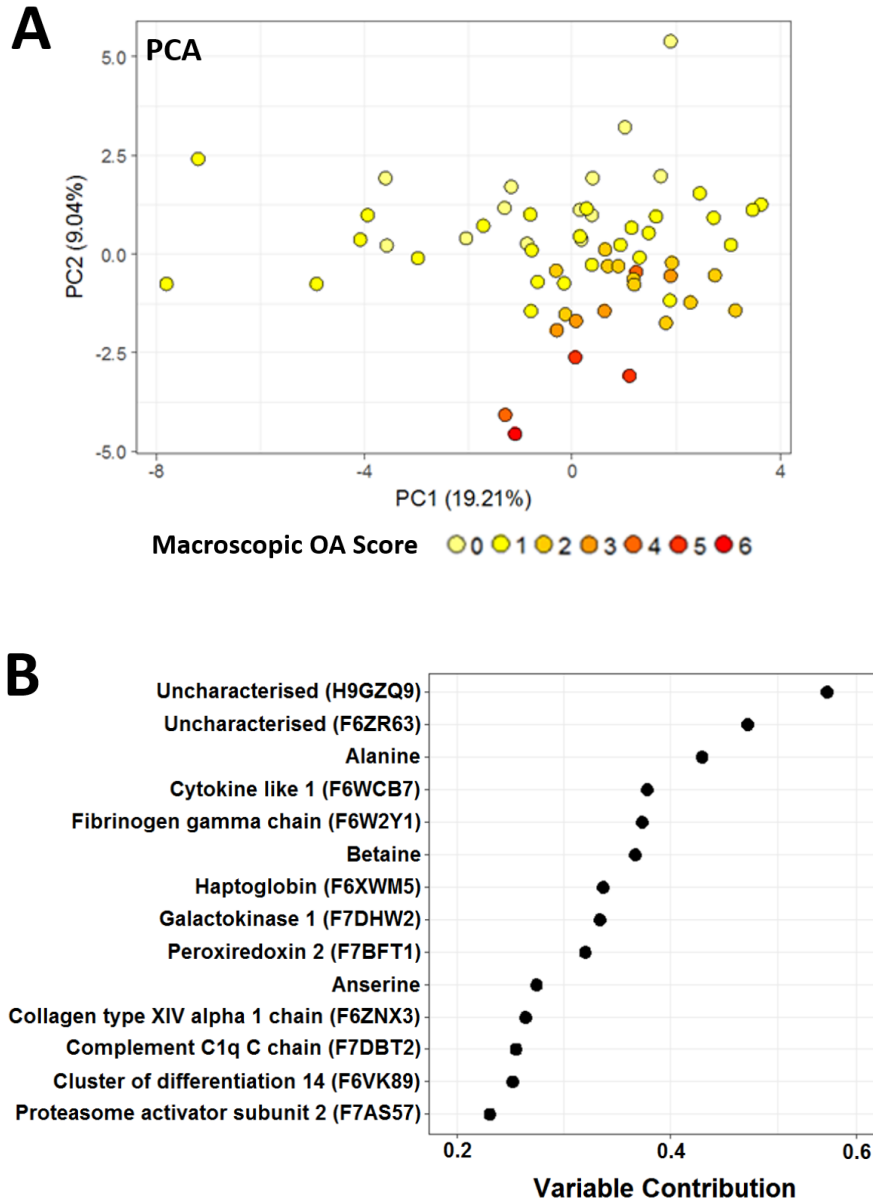 A
PCA
5.0
2.5
0.0
-2.5
-5.0
PC2 (9.04%)
-8 -4 0 4
PC1 (19.21%)
Macroscopic OA Score 0 1 2 3 4 5 6
B
Uncharacterised (H9GZQ9)
Uncharacterised (F6ZR63)
Alanine
Cytokine like 1 (F6WCB7)
Fibrinogen gamma chain (F6W2Y1)
Betaine
Haptoglobin (F6XWM5)
Galactokinase 1 (F7DHW2)
Peroxiredoxin 2 (F7BFT1)
Anserine
Collagen type XIV alpha 1 chain (F6ZNX3)
Complement C1q C chain (F7DBT2)
Cluster of differentiation 14 (F6VK89)
Proteasome activator subunit 2 (F7AS57)
0.2 0.4 0.6
Variable Contribution